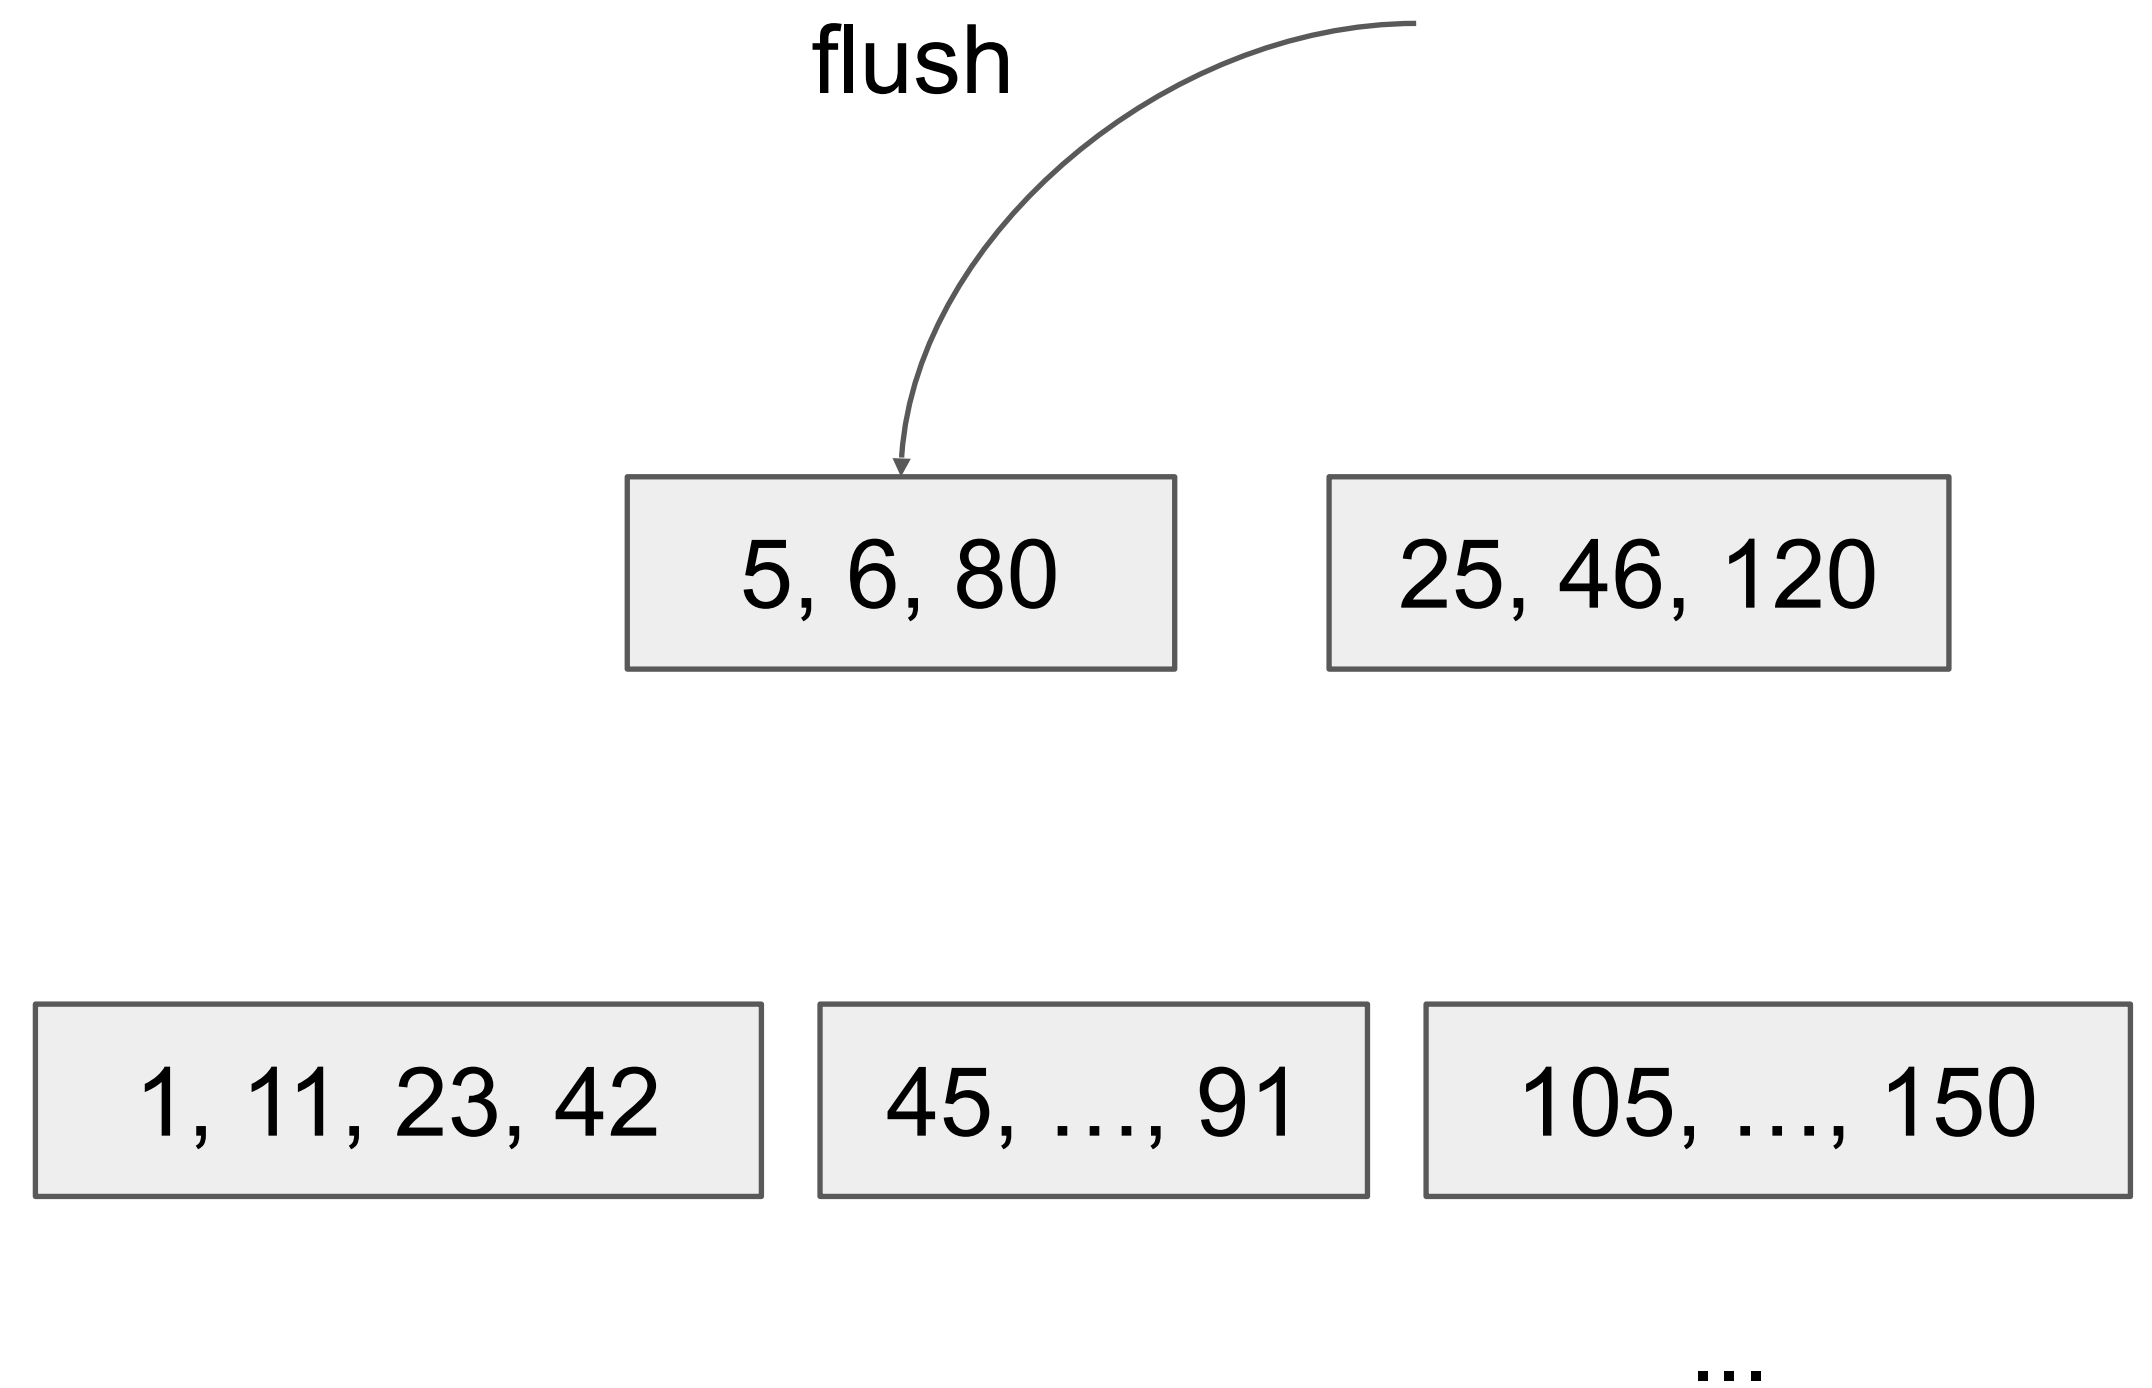 flush
5, 6, 80
25, 46, 120
1, 11, 23, 42
45, ..., 91
105, ..., 150
...